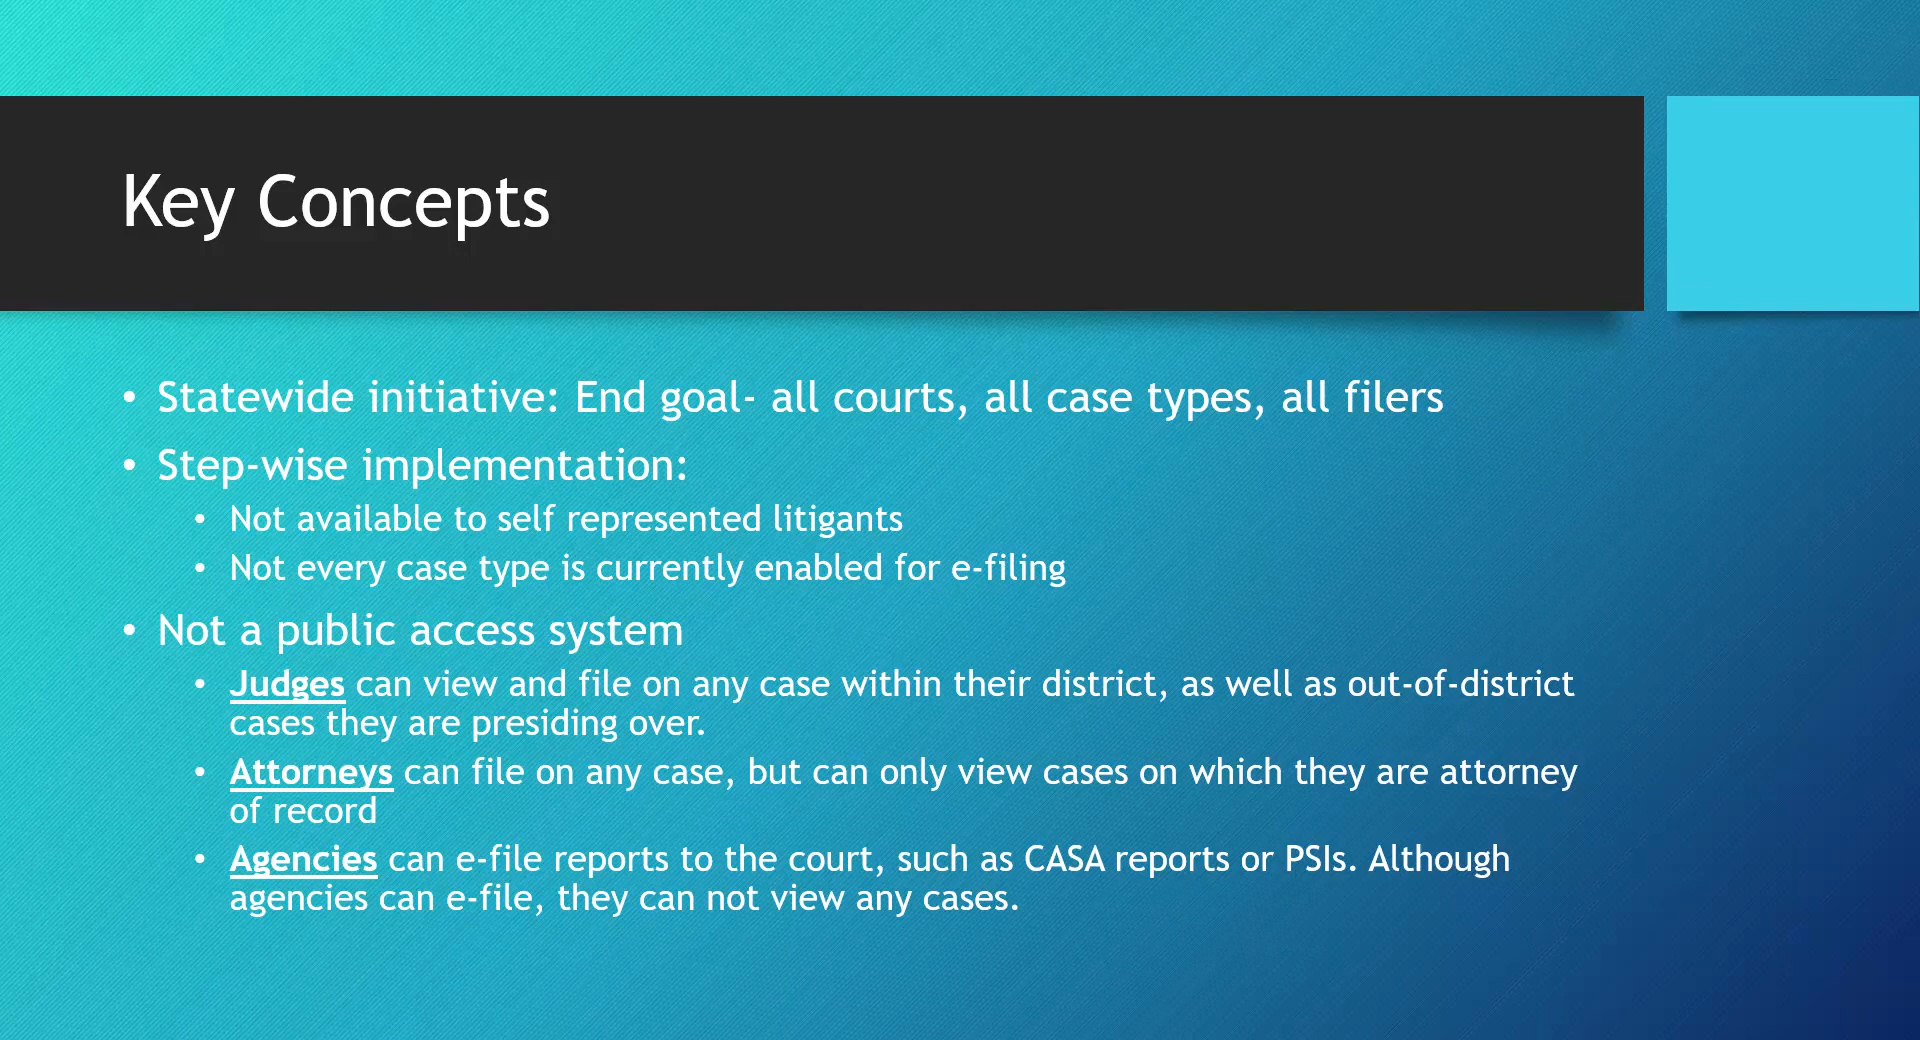 Key Concepts
• Statewide initiative: End goal- all courts, all case types, all filers
• Step-wise implementation:
• Not available to self represented litigants
• Not every case type is currently enabled for e-filing
• Not a public access system
• Judges can view and file on any case within their district, as well as out-of-district
cases they are presiding over.
• Attorneys can file on any case, but can only view cases on which they are attorney
of record
• Agencies can e-file reports to the court, such as CASA reports or PSIs. Although
agencies can e-file, they can not view any cases.